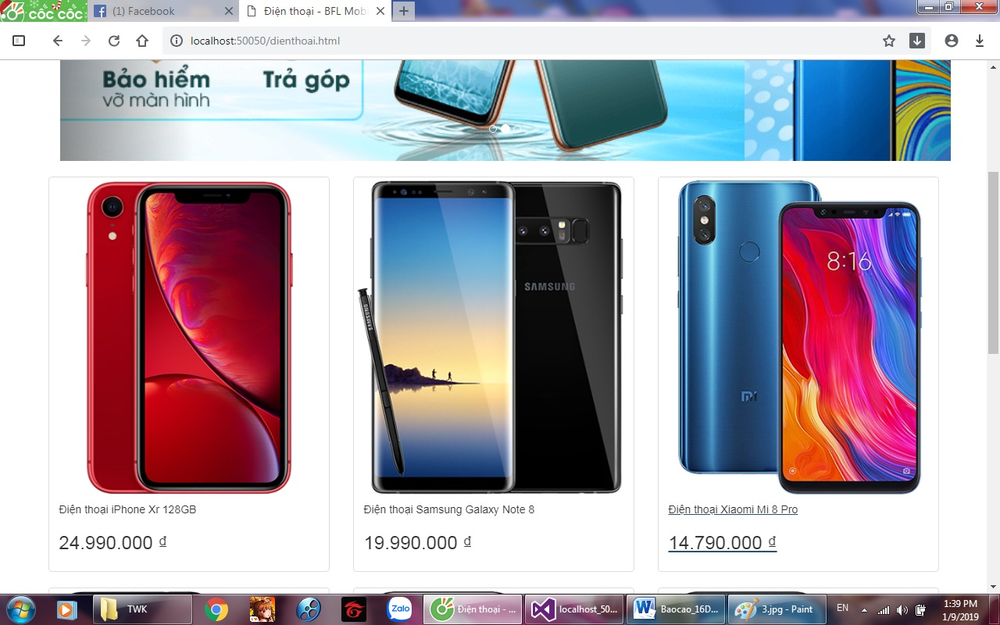 CỐC CỐC
(1) Facebook
Điện thoại - BFL Mob
localhost:50050/dienthoai.html
Bảo hiểm
Trả góp
vỡ màn hình
SAMSUNG
SAMSUNG
8:16
Điện thoại iPhone Xr 128GB
Điện thoại Samsung Galaxy Note 8
Điện thoại Xiaomi Mi 8 Pro
24.990.000 ₫
19.990.000 ₫
14.790.000 ₫
TWK
Zalo
Điện thoại - ...
localhost_50...
Baocao_16D...
3.jpg - Paint
EN
1:39 PM
1/9/2019